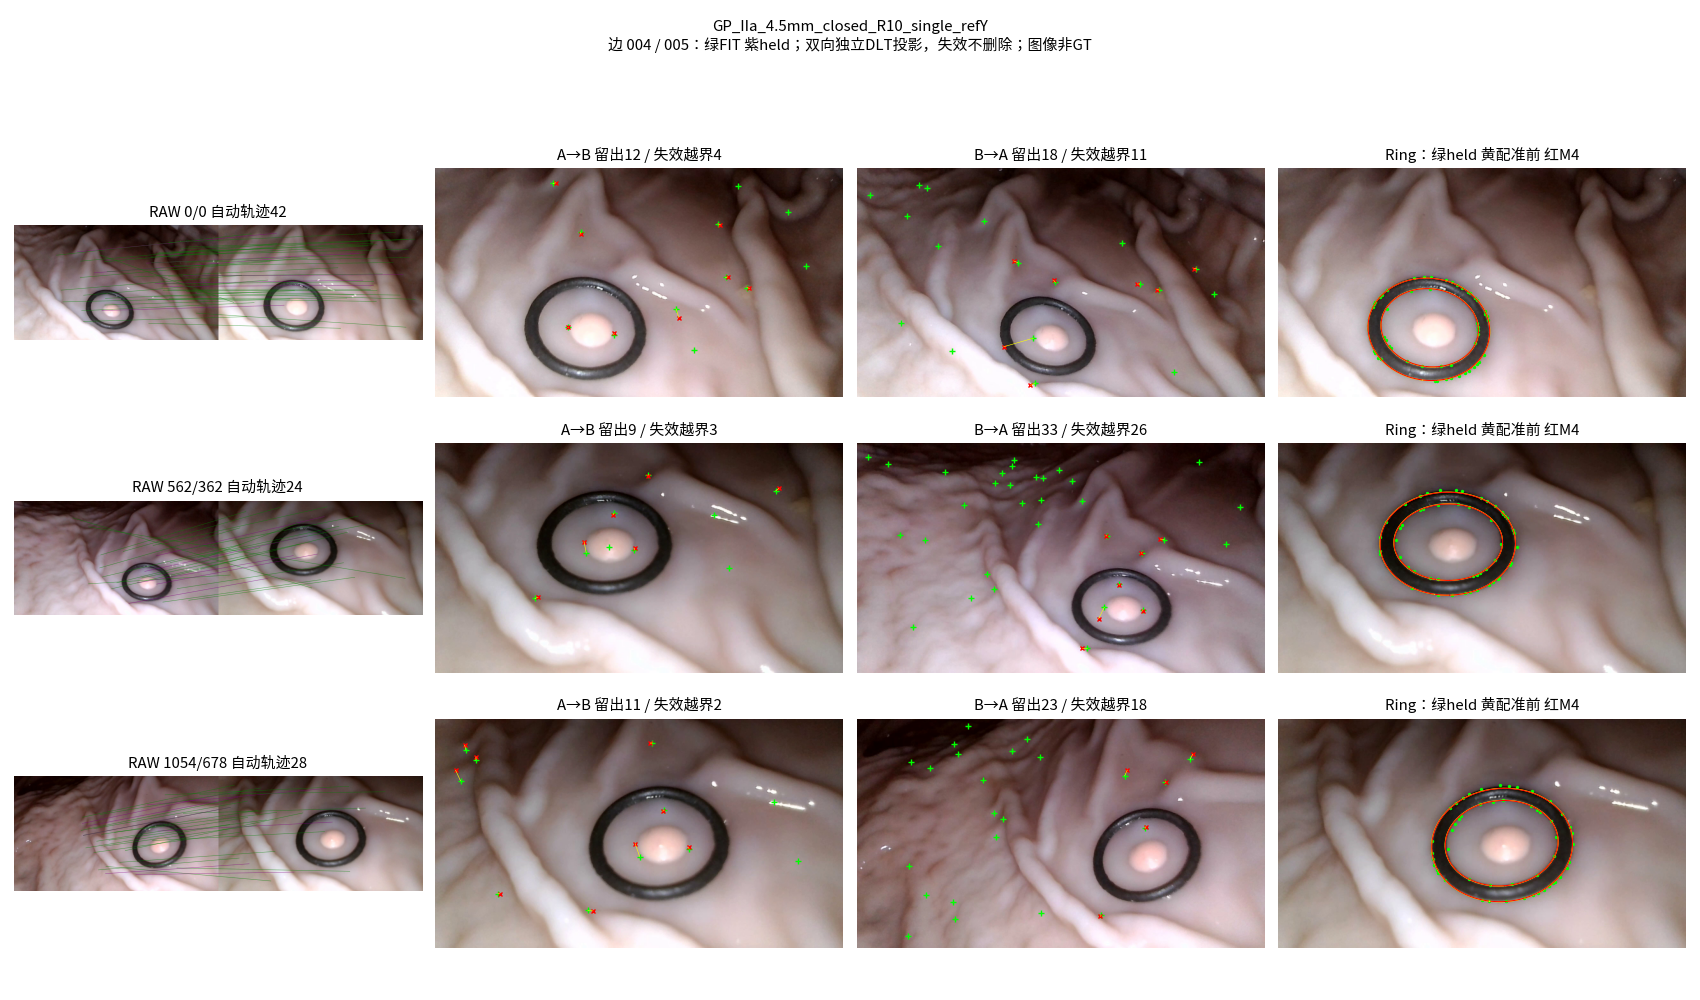 GP_IIa_4.5mm_closed_R10_single_refY
边 004 / 005：绿FIT 紫held；双向独立DLT投影，失效不删除；图像非GT
RAW 0/0 自动轨迹42
A→B 留出12 / 失效越界4
B→A 留出18 / 失效越界11
Ring：绿held 黄配准前 红M4
RAW 562/362 自动轨迹24
A→B 留出9 / 失效越界3
B→A 留出33 / 失效越界26
Ring：绿held 黄配准前 红M4
RAW 1054/678 自动轨迹28
A→B 留出11 / 失效越界2
B→A 留出23 / 失效越界18
Ring：绿held 黄配准前 红M4